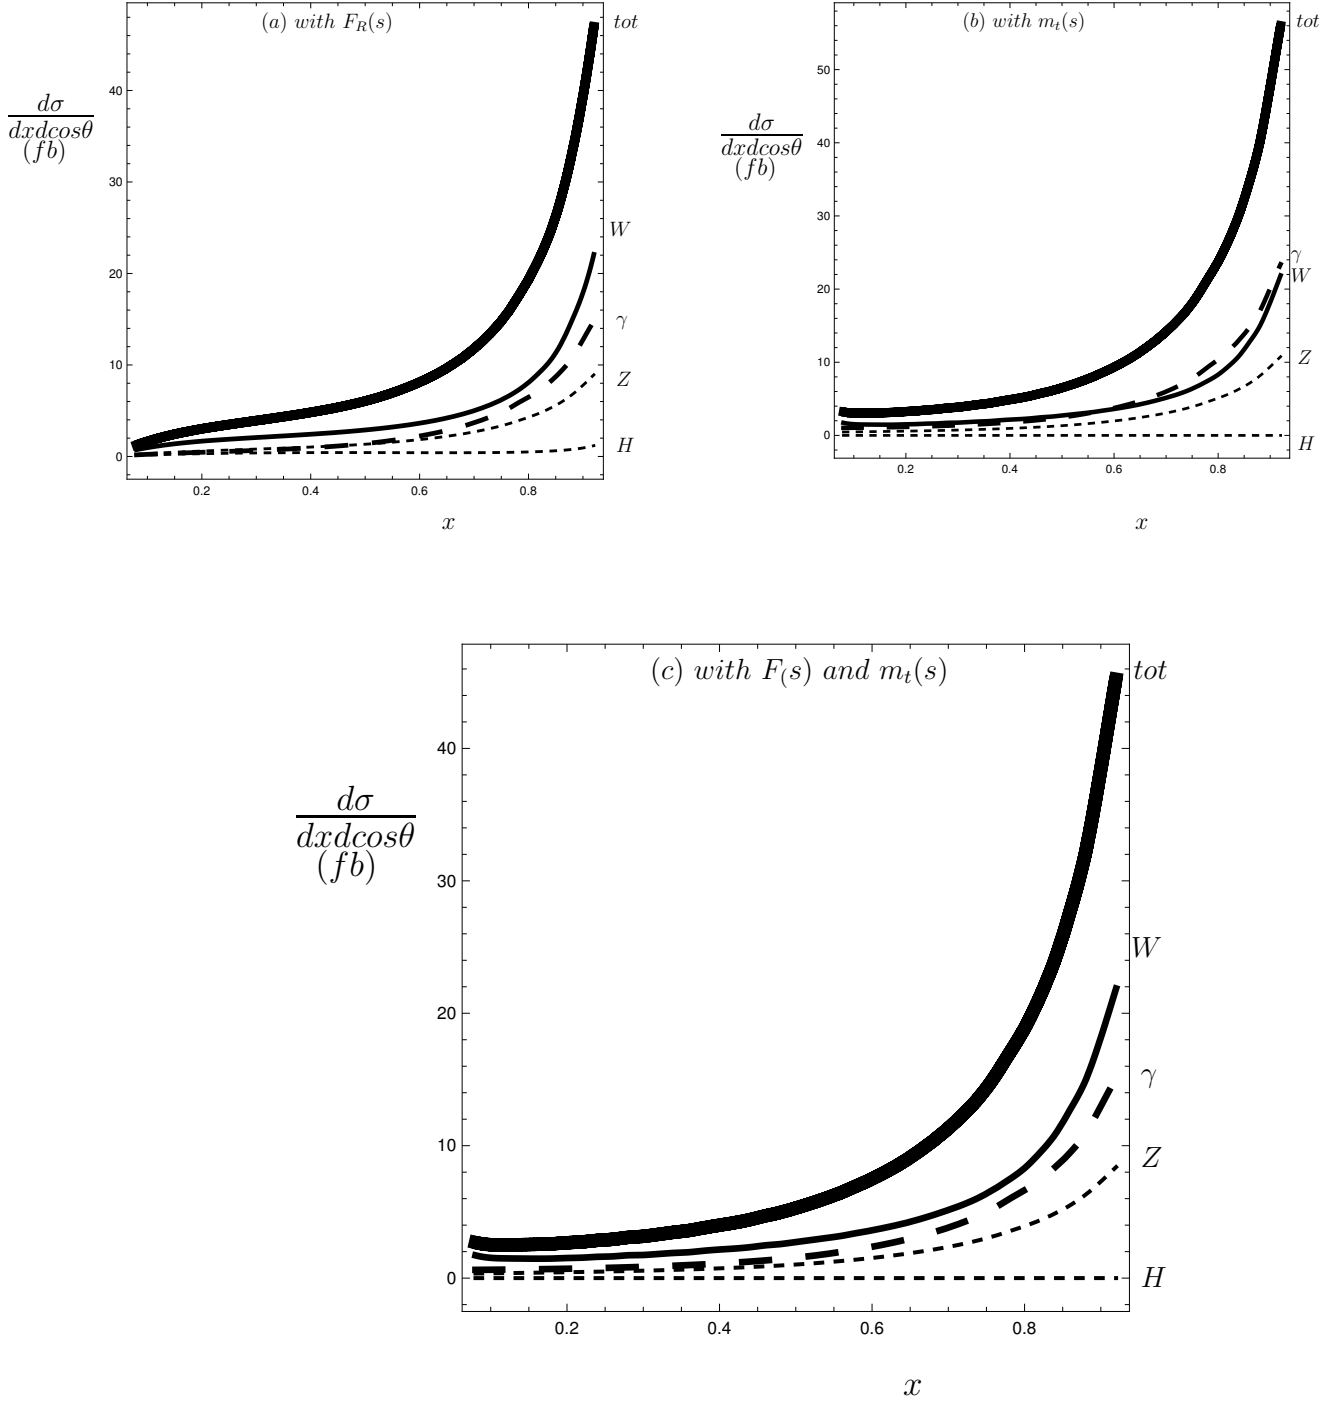 (a) with F_R(s)
tot
dσ
dxdcosθ
(fb)
40
30
20
10
0
W
γ
Z
H
0.2 0.4 0.6 0.8
x
(b) with m_t(s)
tot
dσ
dxdcosθ
(fb)
50
40
30
20
10
0
γ
W
Z
H
0.2 0.4 0.6 0.8
x
(c) with F_(s) and m_t(s)
tot
dσ
dxdcosθ
(fb)
40
30
20
10
0
W
γ
Z
H
0.2 0.4 0.6 0.8
x